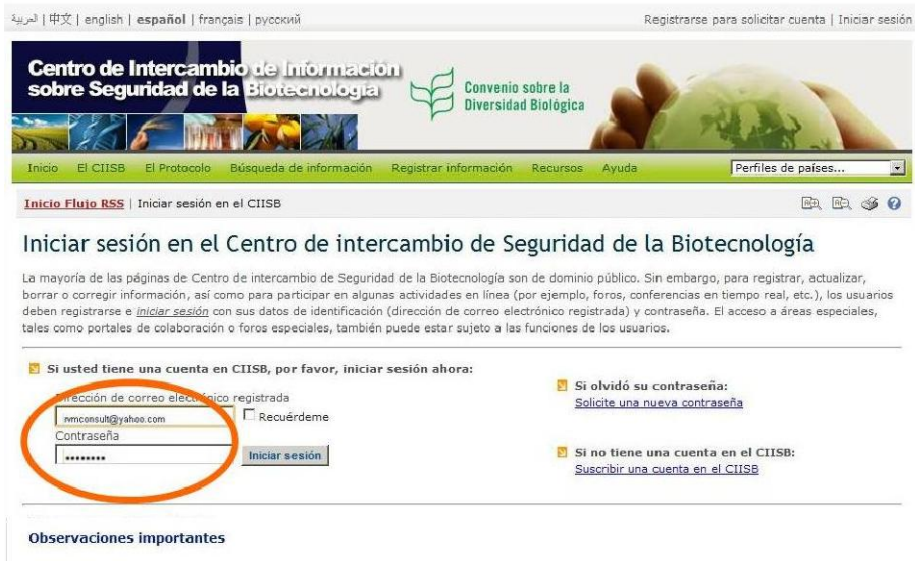 العربية | 中文 | english | español | français | русский
Registrarse para solicitar cuenta | Iniciar sesión
Centro de Intercambio de Información
sobre Seguridad de la Biotecnología
Convenio sobre la
Diversidad Biológica
Inicio El CIISB El Protocolo Búsqueda de información Registrar información Recursos Ayuda
Perfiles de países...
Inicio Flujo RSS | Iniciar sesión en el CIISB
Iniciar sesión en el Centro de intercambio de Seguridad de la Biotecnología
La mayoría de las páginas de Centro de intercambio de Seguridad de la Biotecnología son de dominio público. Sin embargo, para registrar, actualizar,
borrar o corregir información, así como para participar en algunas actividades en línea (por ejemplo, foros, conferencias en tiempo real, etc.), los usuarios
deben registrarse e iniciar sesión con sus datos de identificación (dirección de correo electrónico registrada) y contraseña. El acceso a áreas especiales,
tales como portales de colaboración o foros especiales, también puede estar sujeto a las funciones de los usuarios.
Si usted tiene una cuenta en CIISB, por favor, iniciar sesión ahora:
Dirección de correo electrónico registrada
nmconsult@yahoo.com
Recuérdeme
Contraseña
••••••••
Iniciar sesión
Si olvidó su contraseña:
Solicite una nueva contraseña
Si no tiene una cuenta en el CIISB:
Suscribir una cuenta en el CIISB
Observaciones importantes